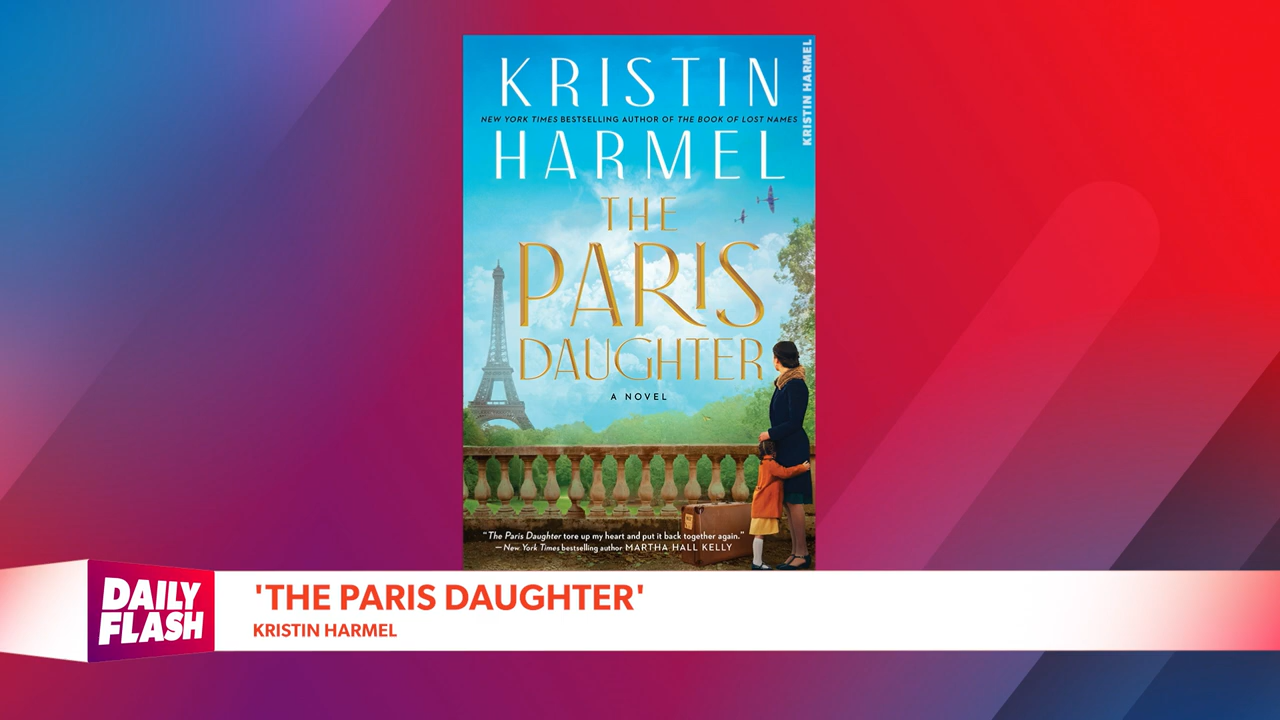 KRISTIN
NEW YORK TIMES BESTSELLING AUTHOR OF THE BOOK OF LOST NAMES
HARMEL
THE
PARIS
DAUGHTER
A NOVEL
"The Paris Daughter tore up my heart and put it back together again."
—New York Times bestselling author MARTHA HALL KELLY
KRISTIN HARMEL
DAILY
FLASH
'THE PARIS DAUGHTER'
KRISTIN HARMEL